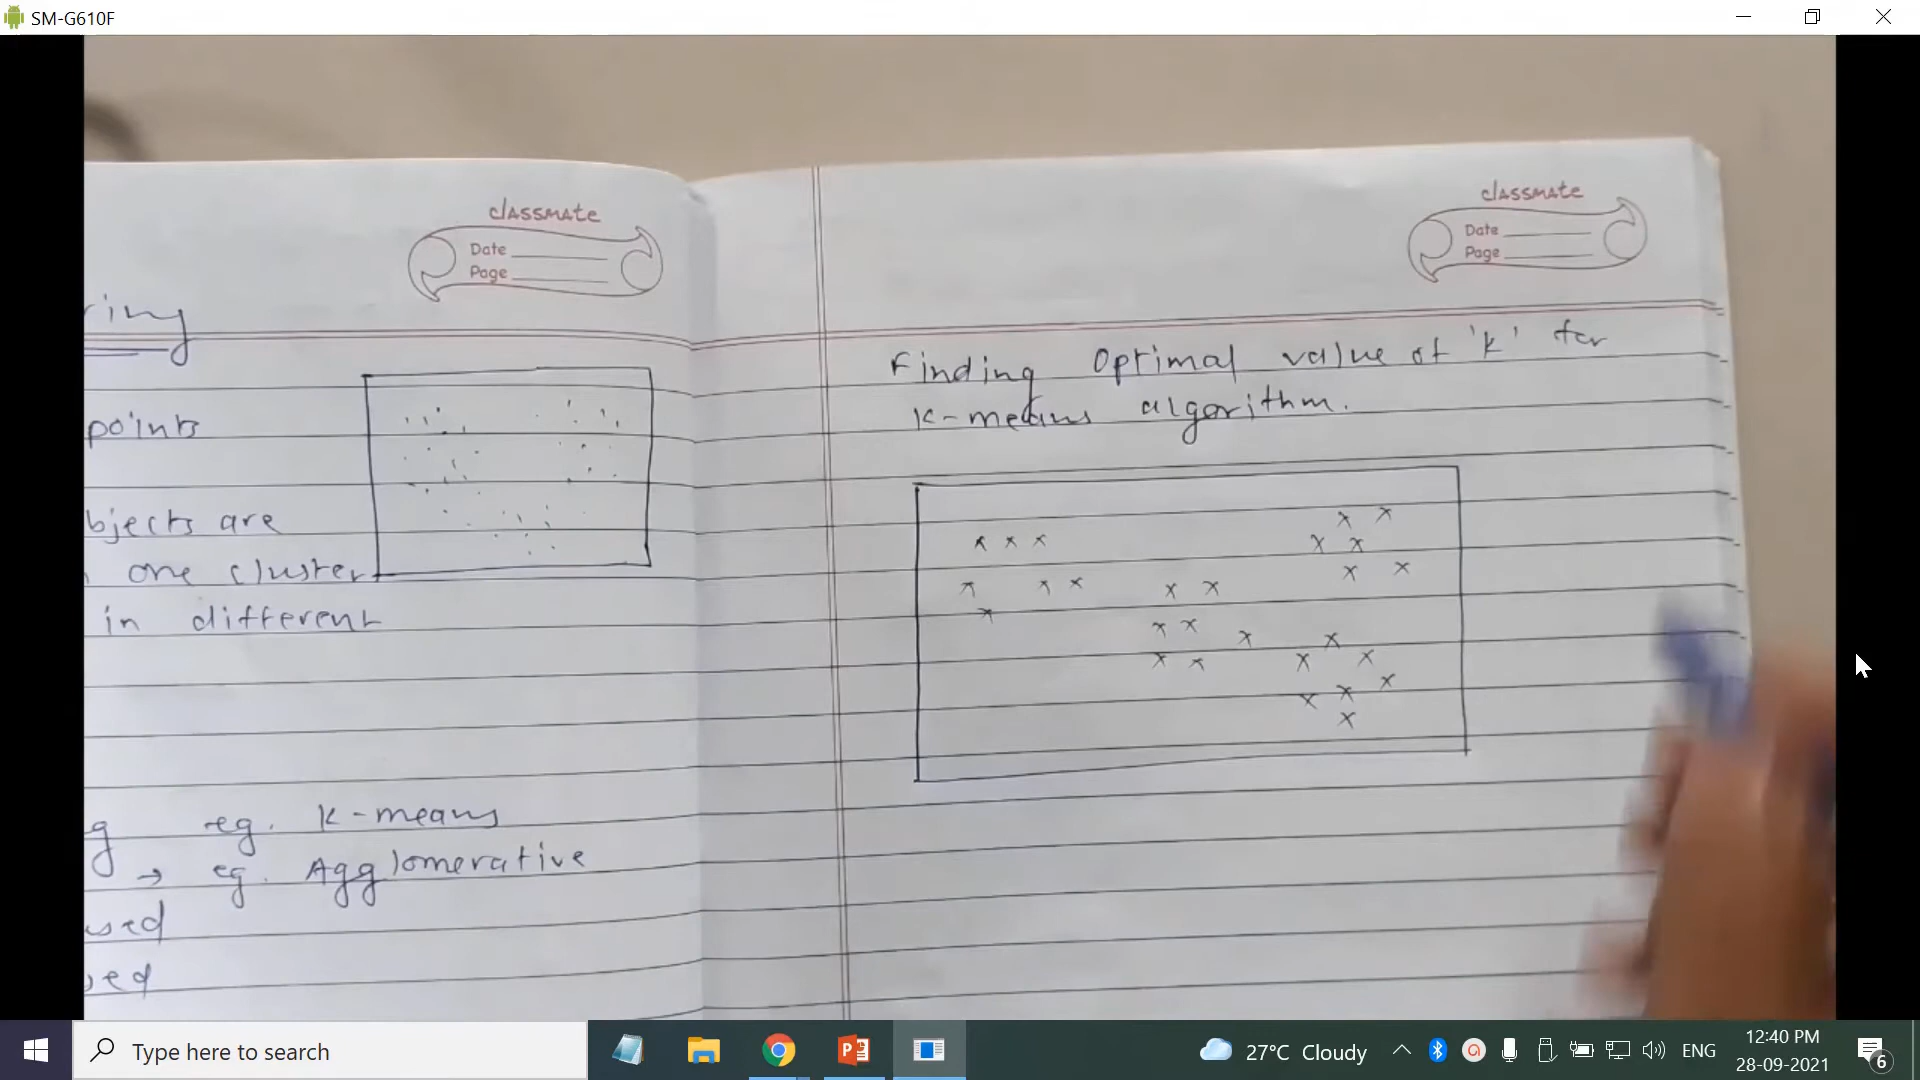 SM-G610F
classmate
Date
Page
ring
points
bjects are
one cluster
in different
g eg. K-means
→ eg. Agglomerative
used
sed
classmate
Date
Page
Finding Optimal value of 'k' for
K-means algorithm.
Type here to search
27°C Cloudy
ENG
12:40 PM
28-09-2021
6